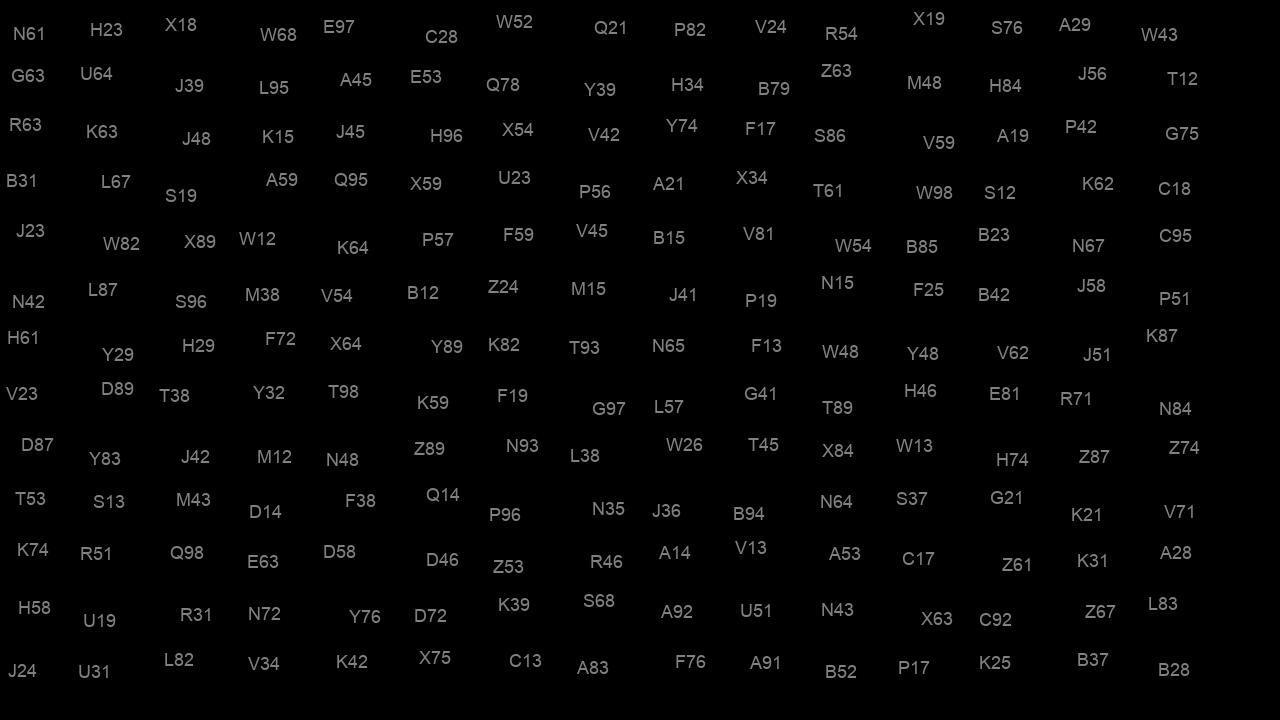 N61 H23 X18 W68 E97 C28 W52 Q21 P82 V24 R54 X19 S76 A29 W43
G63 U64 J39 L95 A45 E53 Q78 Y39 H34 B79 Z63 M48 H84 J56 T12
R63 K63 J48 K15 J45 H96 X54 V42 Y74 F17 S86 V59 A19 P42 G75
B31 L67 S19 A59 Q95 X59 U23 P56 A21 X34 T61 W98 S12 K62 C18
J23 W82 X89 W12 K64 P57 F59 V45 B15 V81 W54 B85 B23 N67 C95
N42 L87 S96 M38 V54 B12 Z24 M15 J41 P19 N15 F25 B42 J58 P51
H61 Y29 H29 F72 X64 Y89 K82 T93 N65 F13 W48 Y48 V62 J51 K87
V23 D89 T38 Y32 T98 K59 F19 G97 L57 G41 T89 H46 E81 R71 N84
D87 Y83 J42 M12 N48 Z89 N93 L38 W26 T45 X84 W13 H74 Z87 Z74
T53 S13 M43 D14 F38 Q14 P96 N35 J36 B94 N64 S37 G21 K21 V71
K74 R51 Q98 E63 D58 D46 Z53 R46 A14 V13 A53 C17 Z61 K31 A28
H58 U19 R31 N72 Y76 D72 K39 S68 A92 U51 N43 X63 C92 Z67 L83
J24 U31 L82 V34 K42 X75 C13 A83 F76 A91 B52 P17 K25 B37 B28